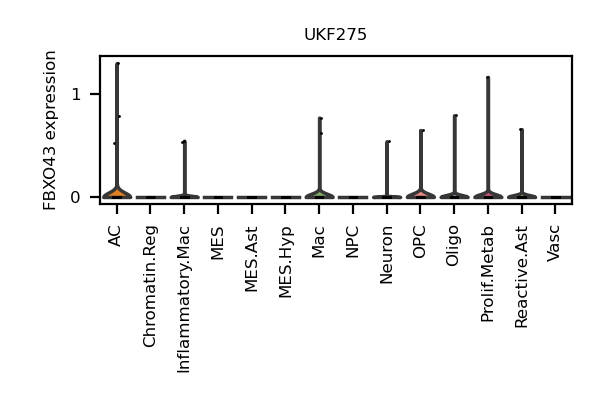 UKF275
FBXO43 expression
1
0
AC
Chromatin.Reg
Inflammatory.Mac
MES
MES.Ast
MES.Hyp
Mac
NPC
Neuron
OPC
Oligo
Prolif.Metab
Reactive.Ast
Vasc